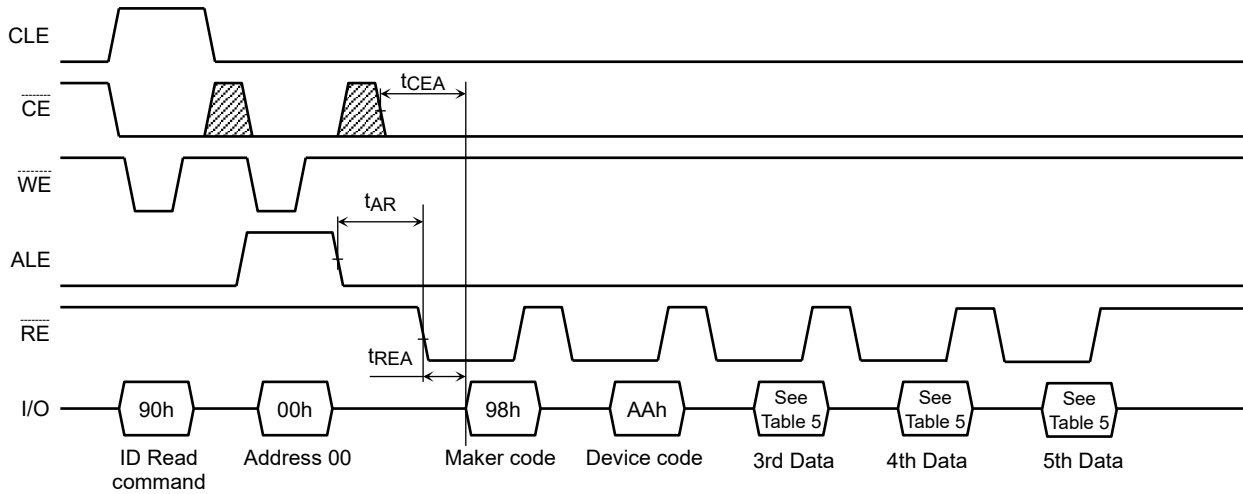 CLE
CE
tCEA
WE
tAR
ALE
RE
tREA
I/O
90h
00h
98h
AAh
See
Table 5
See
Table 5
See
Table 5
ID Read
command
Address 00
Maker code
Device code
3rd Data
4th Data
5th Data